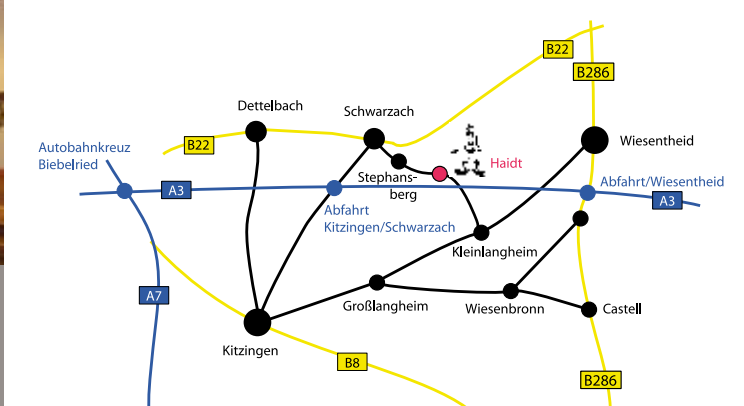 B22
B286
Dettelbach
Schwarzach
B22
Wiesentheid
Autobahnkreuz
Biebelried
Haidt
Stephans-
berg
A3
Abfahrt/Wiesentheid
A3
Abfahrt
Kitzingen/Schwarzach
Kleinlangheim
A7
Großlangheim
Wiesenbronn
Castell
Kitzingen
B8
B286